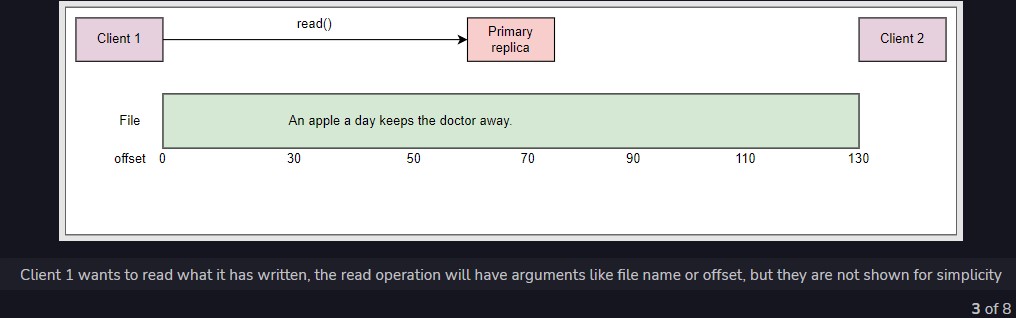 read()
Client 1
Primary
replica
Client 2
File
An apple a day keeps the doctor away.
offset 0 30 50 70 90 110 130
Client 1 wants to read what it has written, the read operation will have arguments like file name or offset, but they are not shown for simplicity
3 of 8